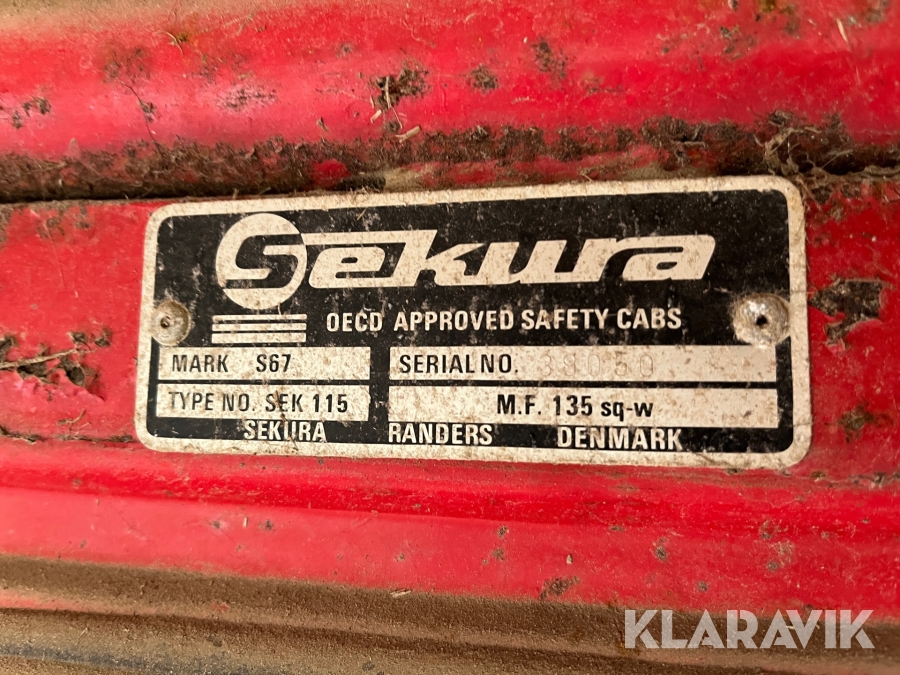 Sekura
OECD APPROVED SAFETY CABS
MARK S67
SERIAL NO.
TYPE NO. SEK 115
M.F. 135 sq-w
SEKURA RANDERS DENMARK
KLARAVIK